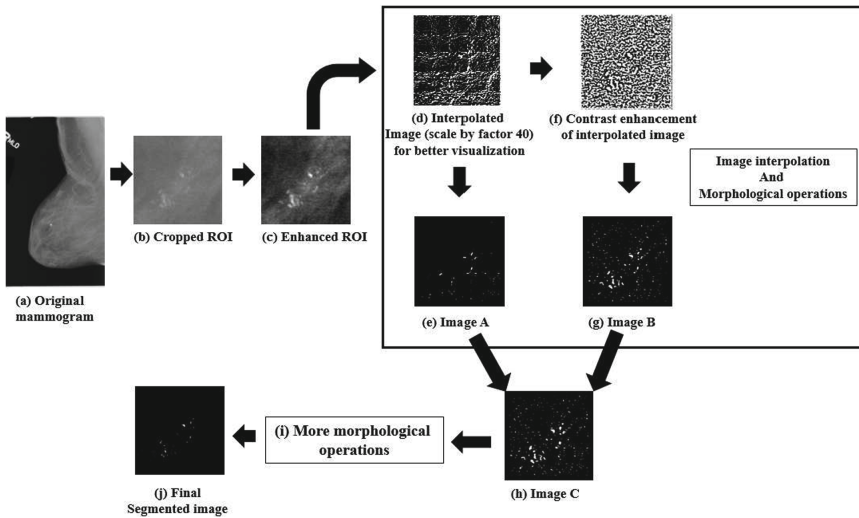 (d) Interpolated
Image (scale by factor 40)
for better visualization
(f) Contrast enhancement
of interpolated image
Image interpolation
And
Morphological operations
(b) Cropped ROI
(c) Enhanced ROI
(a) Original
mammogram
(e) Image A
(g) Image B
(i) More morphological
operations
(h) Image C
(j) Final
Segmented image